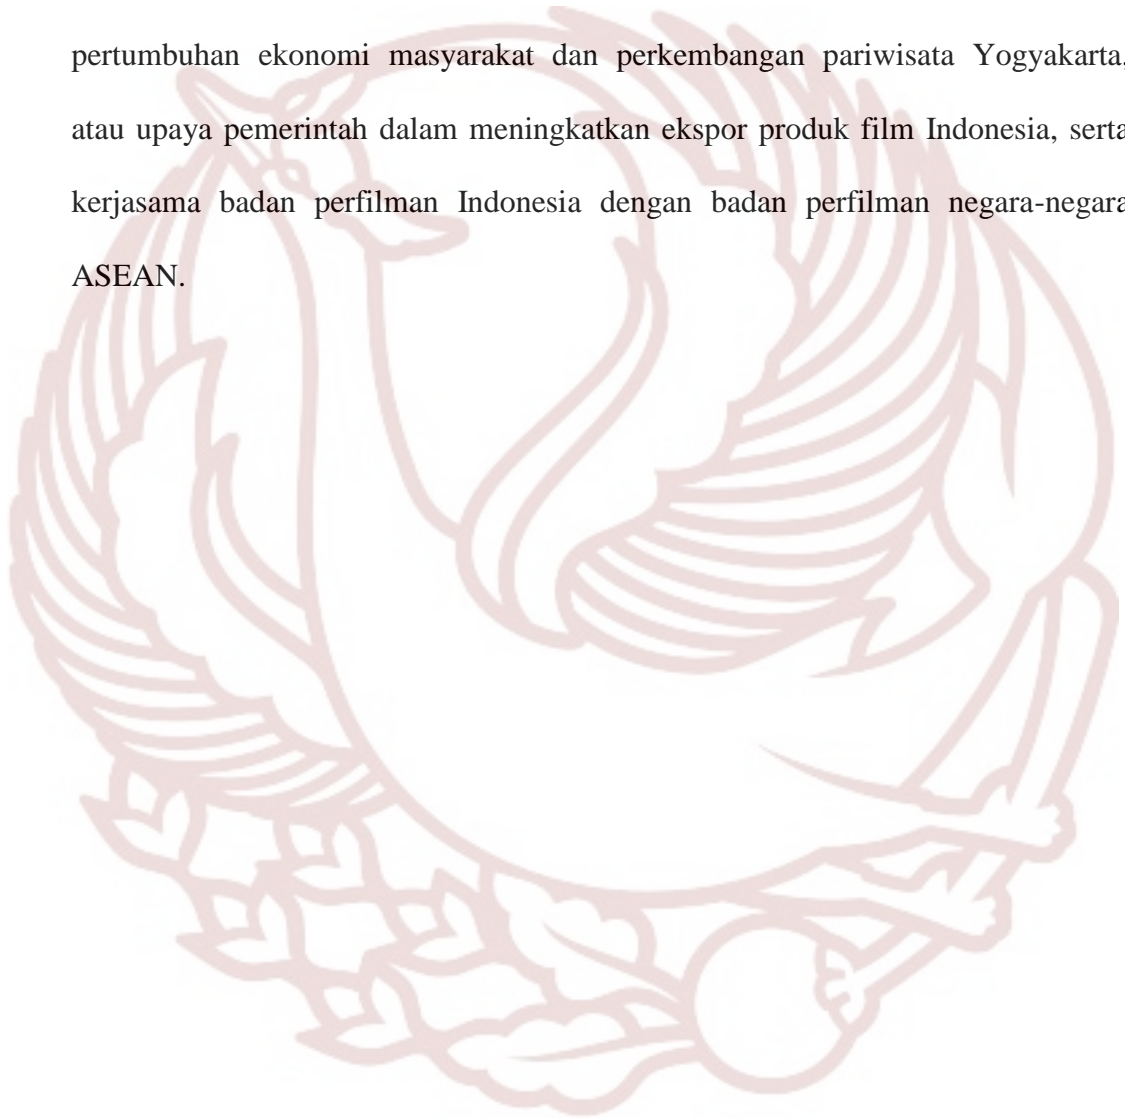 pertumbuhan ekonomi masyarakat dan perkembangan pariwisata Yogyakarta,
atau upaya pemerintah dalam meningkatkan ekspor produk film Indonesia, serta
kerjasama badan perfilman Indonesia dengan badan perfilman negara-negara
ASEAN.